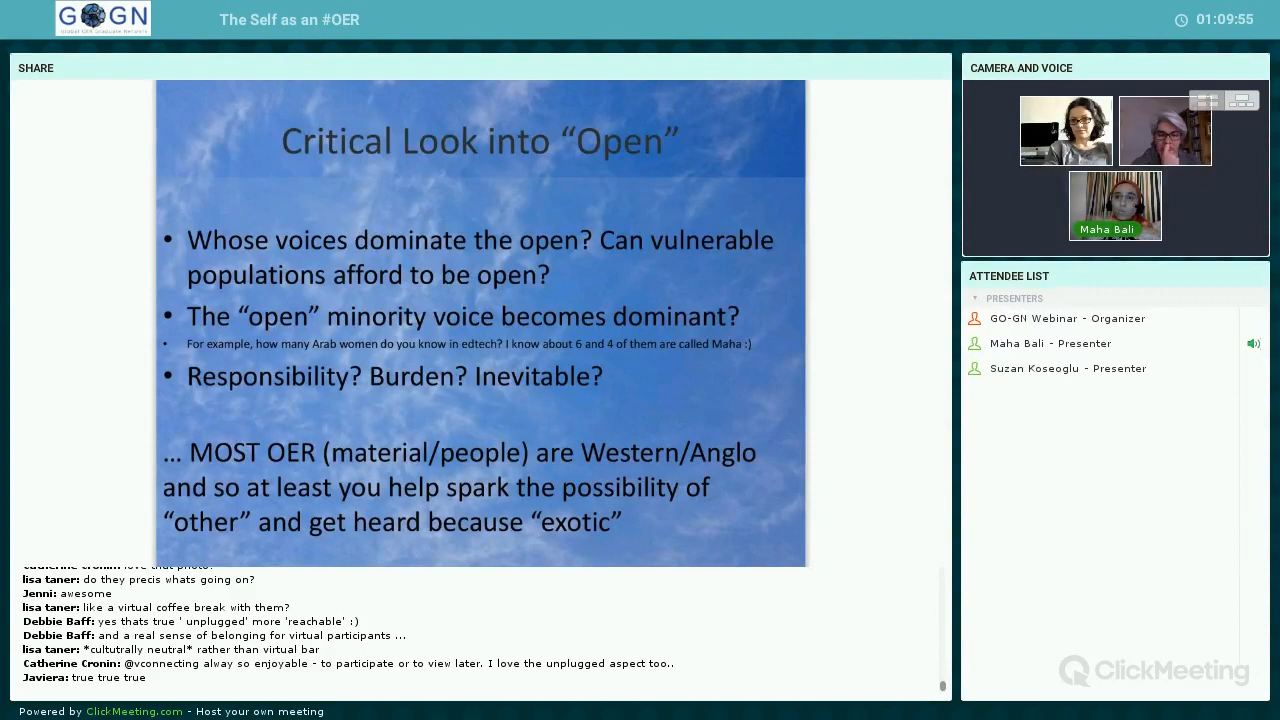 GO GN
Global OER Graduate Network
The Self as an #OER
01:09:55
SHARE
Critical Look into “Open”
• Whose voices dominate the open? Can vulnerable
populations afford to be open?
• The “open” minority voice becomes dominant?
• For example, how many Arab women do you know in edtech? I know about 6 and 4 of them are called Maha :)
• Responsibility? Burden? Inevitable?
... MOST OER (material/people) are Western/Anglo
and so at least you help spark the possibility of
“other” and get heard because “exotic”
Catherine Cronin: love that photo!
lisa taner: do they precis whats going on?
Jenni: awesome
lisa taner: like a virtual coffee break with them?
Debbie Baff: yes thats true ' unplugged' more 'reachable' :)
Debbie Baff: and a real sense of belonging for virtual participants ...
lisa taner: *cultutrally neutral* rather than virtual bar
Catherine Cronin: @vconnecting alway so enjoyable - to participate or to view later. I love the unplugged aspect too..
Javiera: true true true
CAMERA AND VOICE
Maha Bali
ATTENDEE LIST
PRESENTERS
GO-GN Webinar - Organizer
Maha Bali - Presenter
Suzan Koseoglu - Presenter
ClickMeeting
Powered by ClickMeeting.com - Host your own meeting